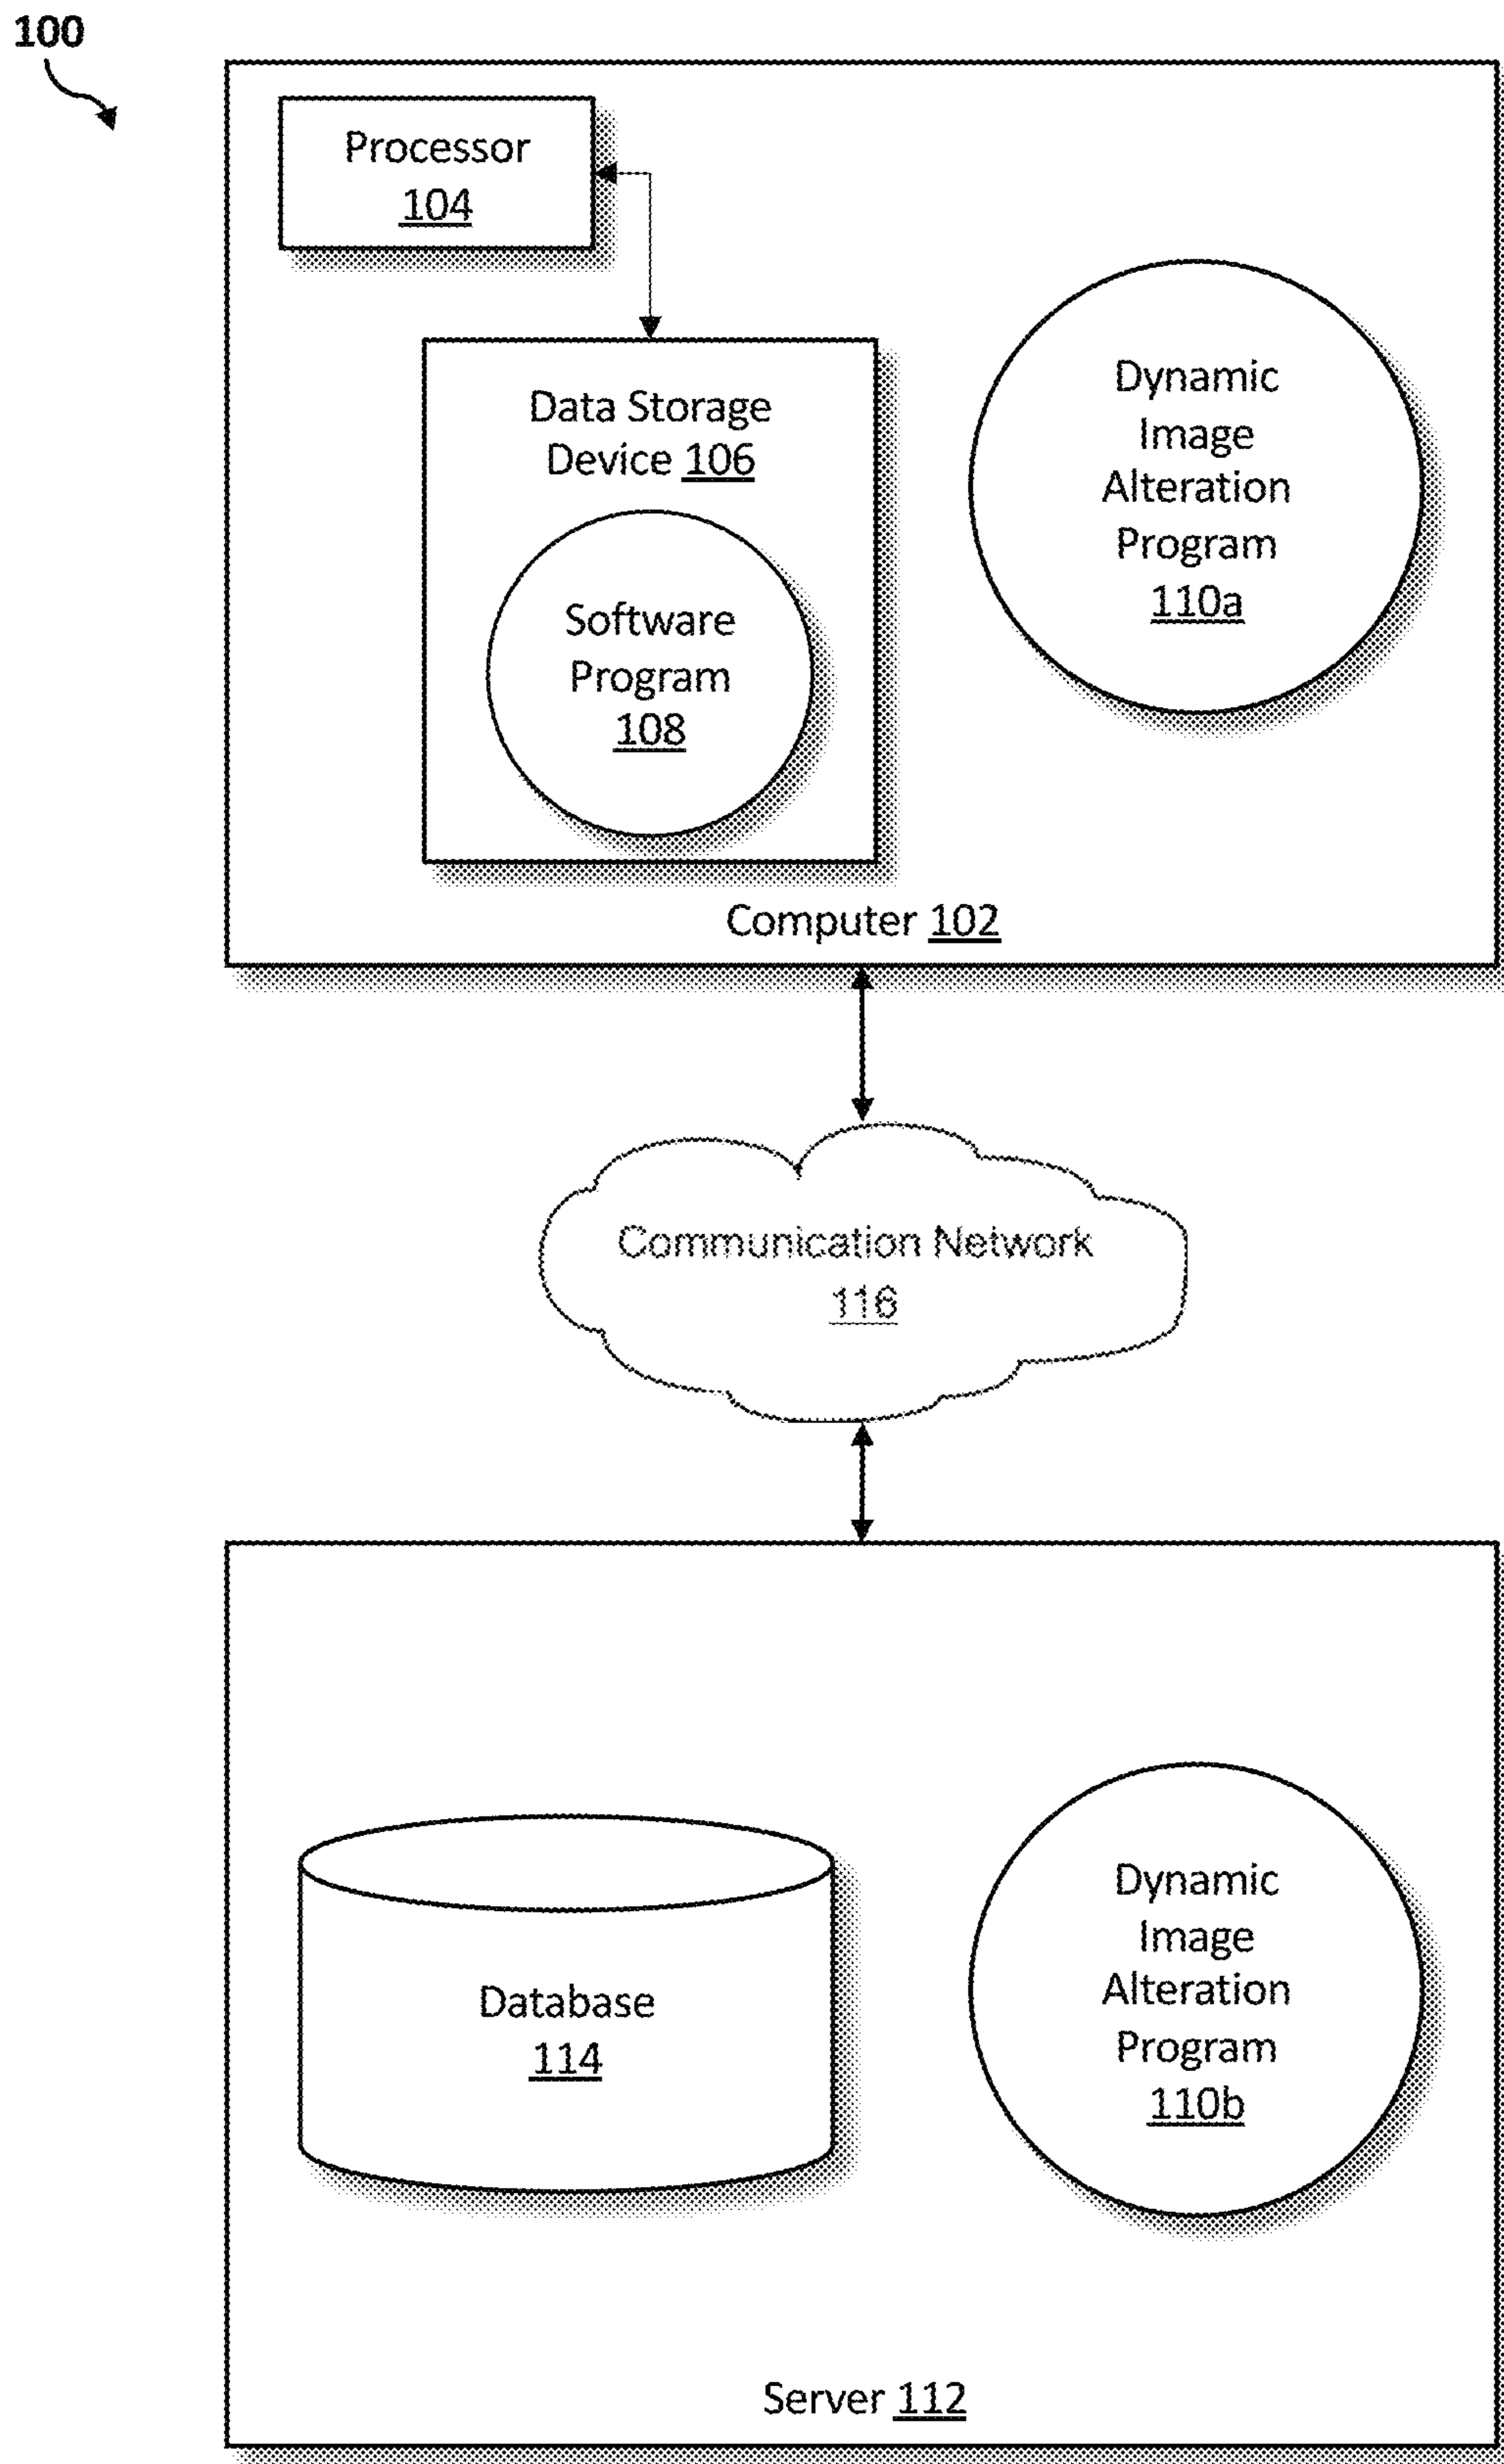 100
Processor
104
Data Storage
Device 106
Software
Program
108
Dynamic
Image
Alteration
Program
110a
Computer 102
Communication Network
116
Database
114
Dynamic
Image
Alteration
Program
110b
Server 112